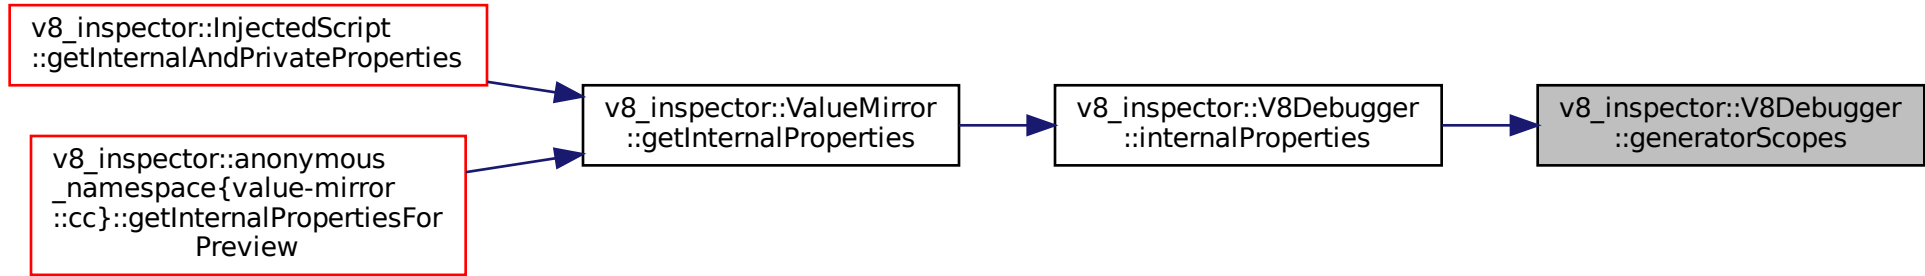 v8_inspector::InjectedScript
::getInternalAndPrivateProperties
v8_inspector::anonymous
_namespace{value-mirror
::cc}::getInternalPropertiesFor
Preview
v8_inspector::ValueMirror
::getInternalProperties
v8_inspector::V8Debugger
::internalProperties
v8_inspector::V8Debugger
::generatorScopes